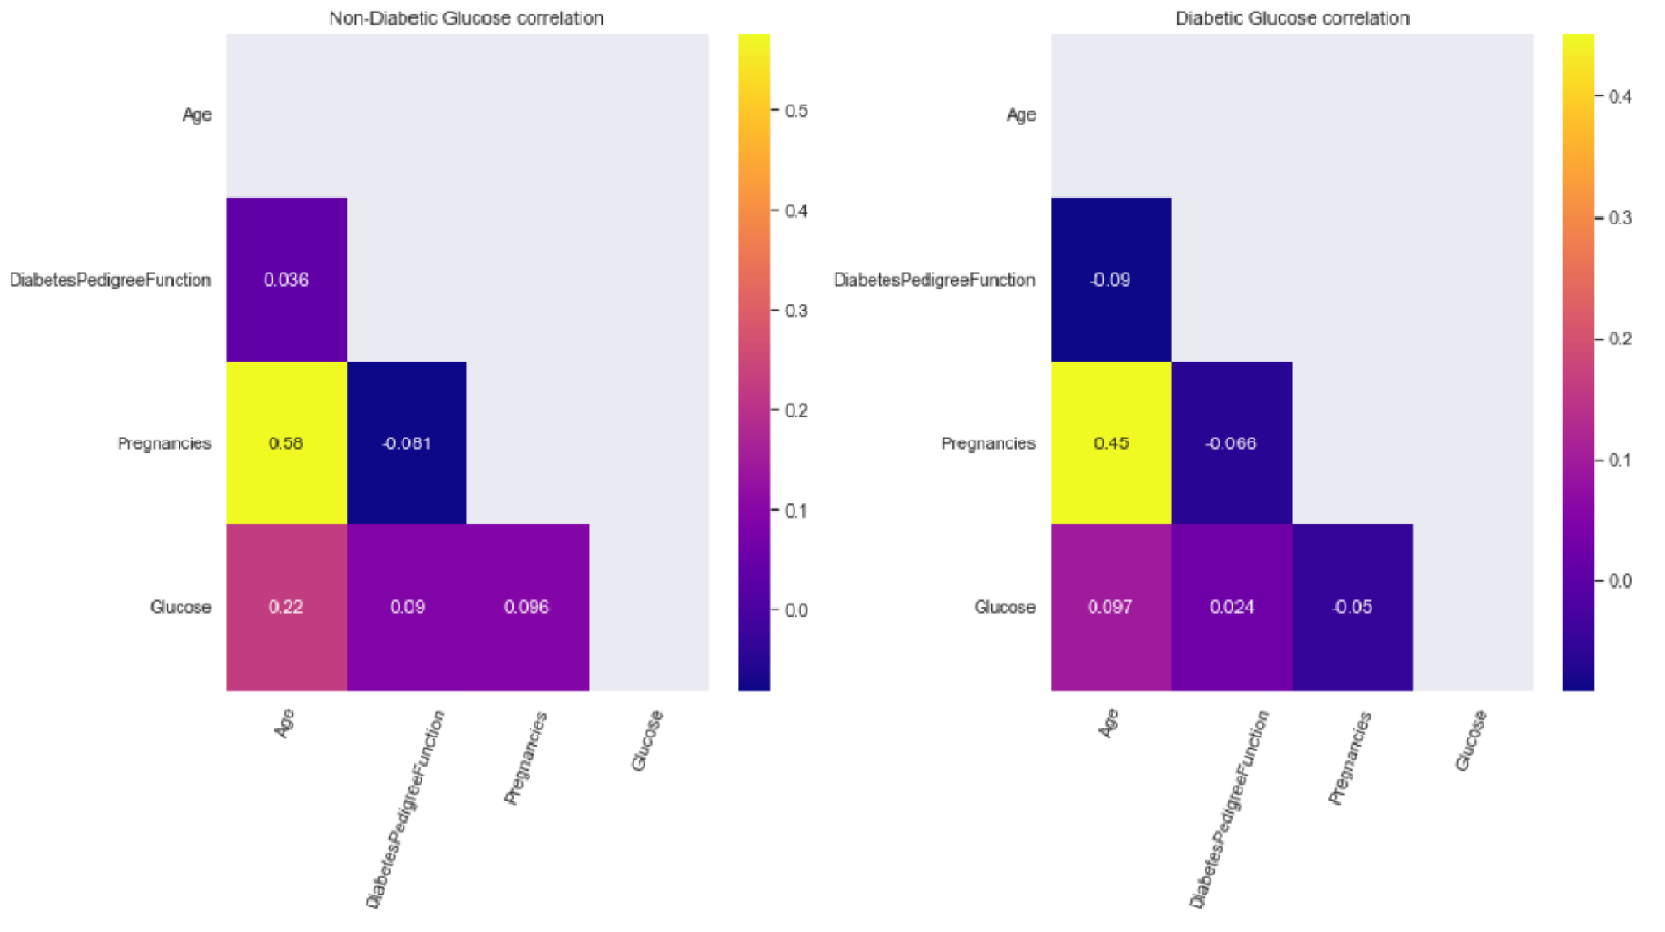 Non-Diabetic Glucose correlation
Age
DiabetesPedigreeFunction
Pregnancies
Glucose
0.036
0.58 -0.081
0.22 0.09 0.096
0.5
0.4
0.3
0.2
0.1
0.0
Age
DiabetesPedigreeFunction
Pregnancies
Glucose
Diabetic Glucose correlation
Age
DiabetesPedigreeFunction
Pregnancies
Glucose
-0.09
0.45 -0.066
0.097 0.024 -0.05
0.4
0.3
0.2
0.1
0.0
Age
DiabetesPedigreeFunction
Pregnancies
Glucose